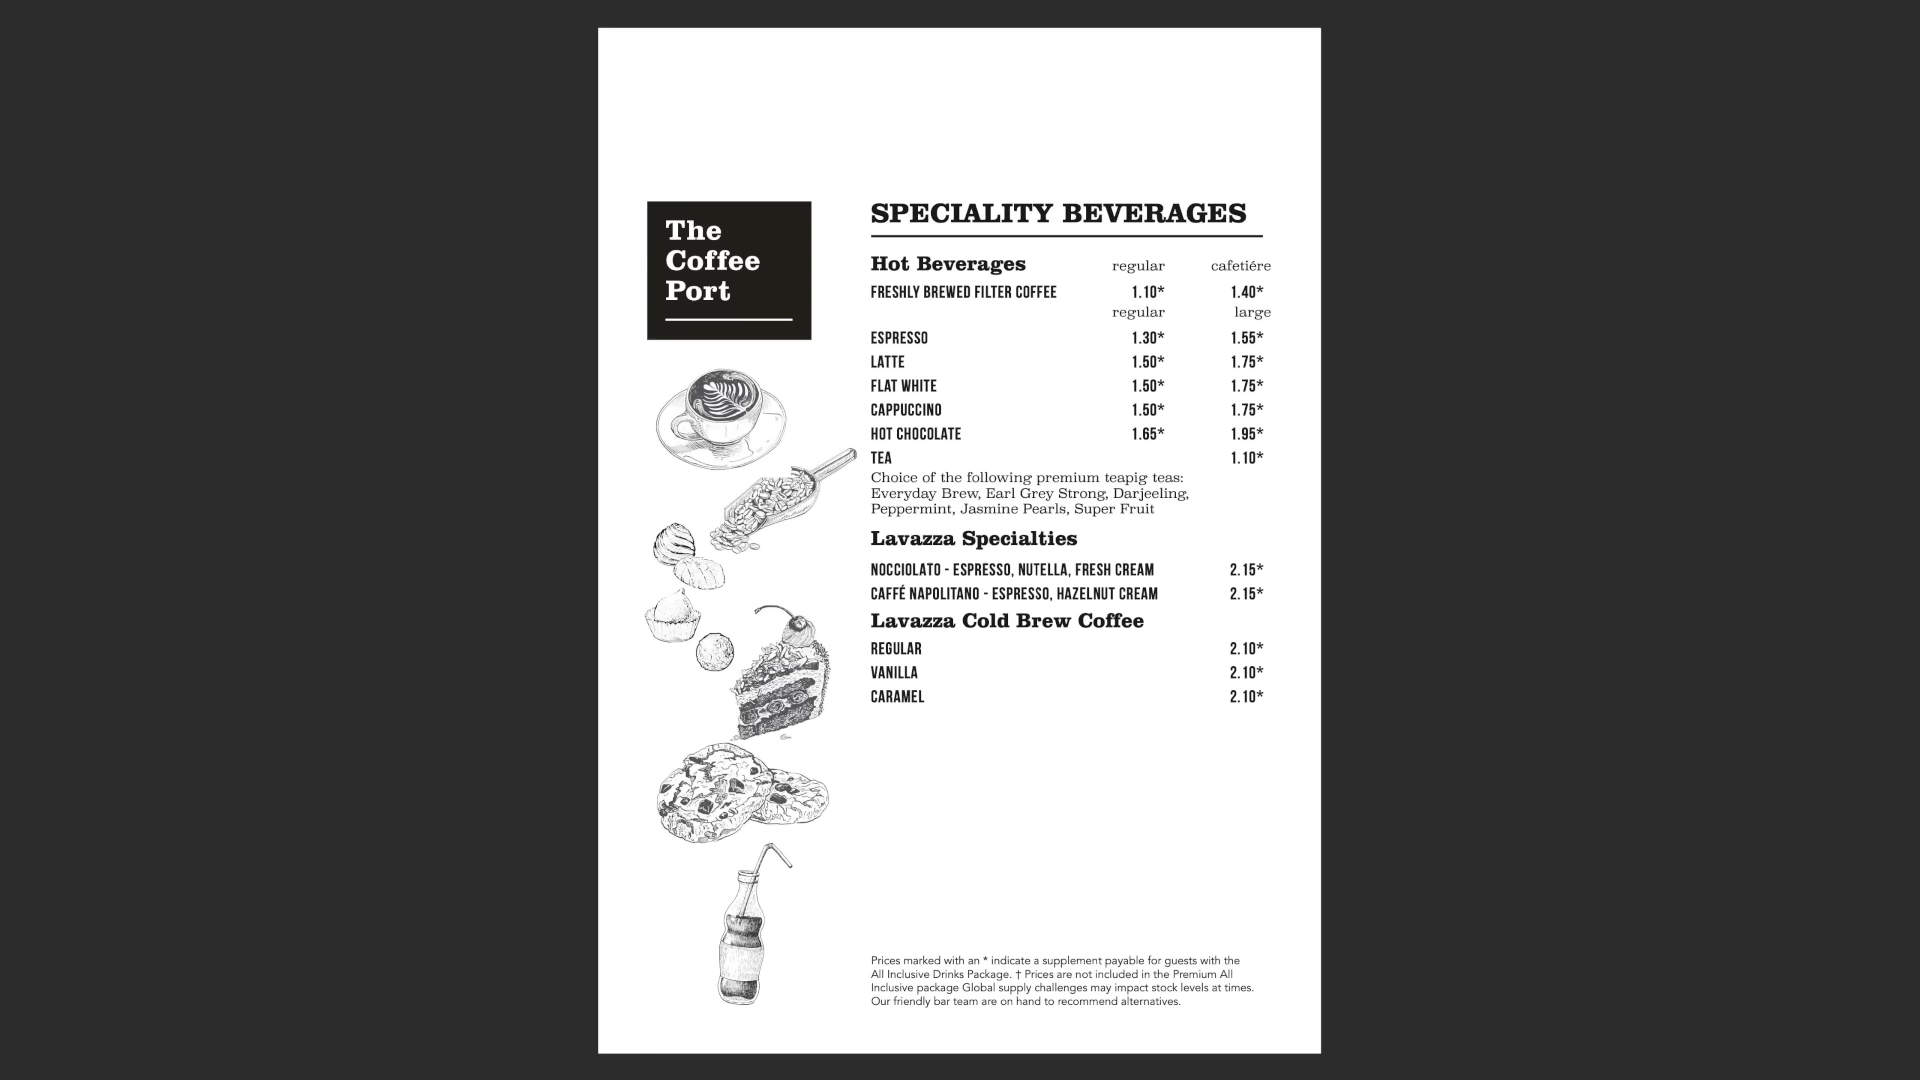 The
Coffee
Port
SPECIALITY BEVERAGES
Hot Beverages regular cafetiére
FRESHLY BREWED FILTER COFFEE 1.10* 1.40*
regular large
ESPRESSO 1.30* 1.55*
LATTE 1.50* 1.75*
FLAT WHITE 1.50* 1.75*
CAPPUCCINO 1.50* 1.75*
HOT CHOCOLATE 1.65* 1.95*
TEA 1.10*
Choice of the following premium teapig teas:
Everyday Brew, Earl Grey Strong, Darjeeling,
Peppermint, Jasmine Pearls, Super Fruit
Lavazza Specialties
NOCCIOLATO - ESPRESSO, NUTELLA, FRESH CREAM 2.15*
CAFFÉ NAPOLITANO - ESPRESSO, HAZELNUT CREAM 2.15*
Lavazza Cold Brew Coffee
REGULAR 2.10*
VANILLA 2.10*
CARAMEL 2.10*
Prices marked with an * indicate a supplement payable for guests with the
All Inclusive Drinks Package. † Prices are not included in the Premium All
Inclusive package Global supply challenges may impact stock levels at times.
Our friendly bar team are on hand to recommend alternatives.